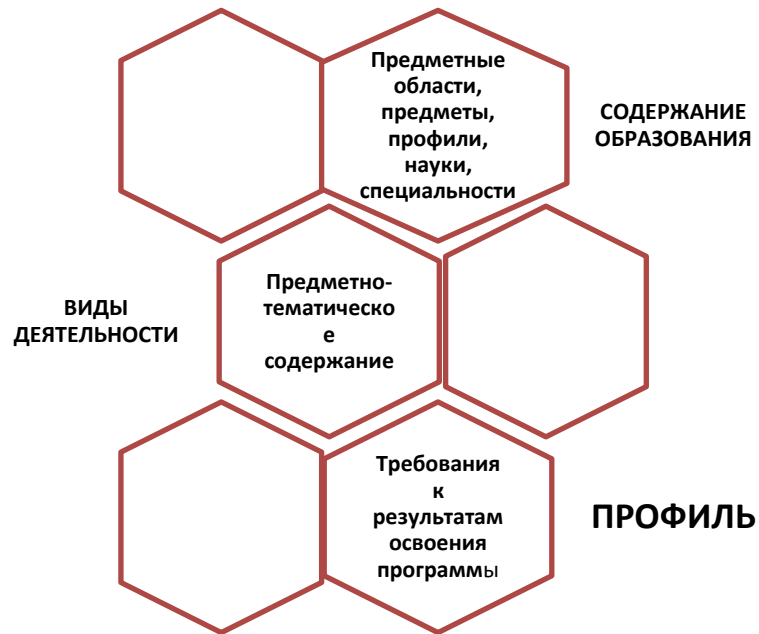 Предметные
области,
предметы,
профили,
науки,
специальности
СОДЕРЖАНИЕ
ОБРАЗОВАНИЯ
ВИДЫ
ДЕЯТЕЛЬНОСТИ
Предметно-
тематическо
е
содержание
Требования
к
результатам
освоения
программы
ПРОФИЛЬ